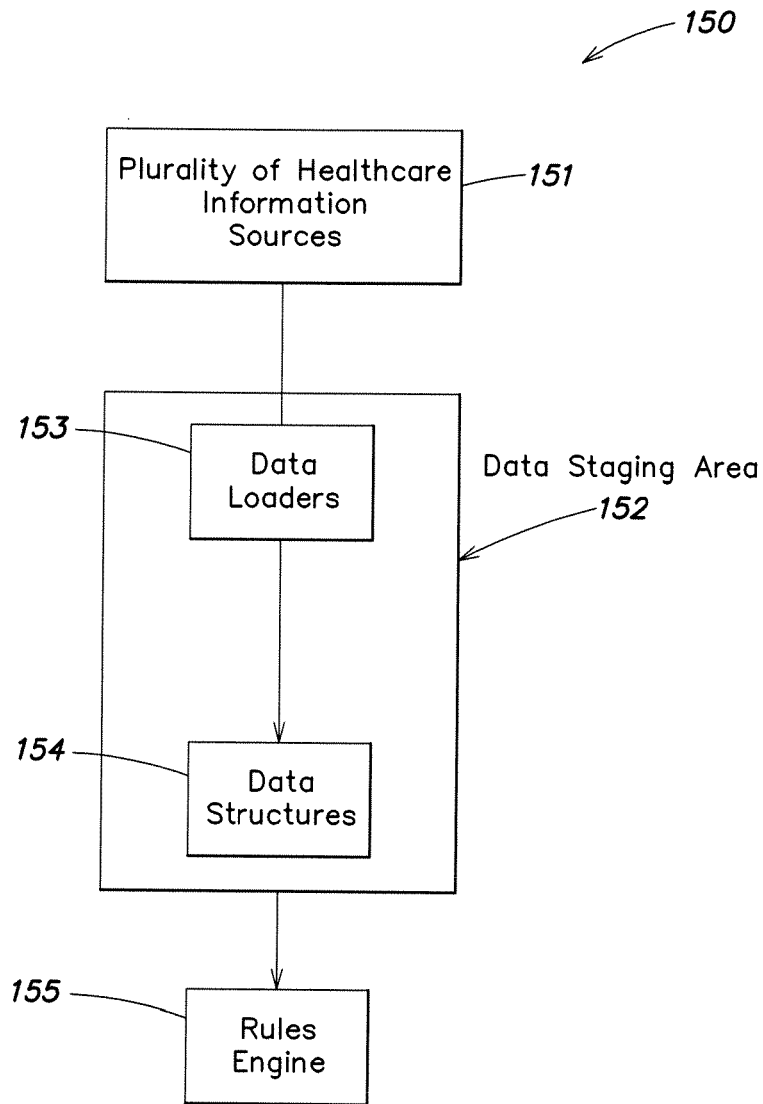 150
Plurality of Healthcare
Information
Sources
151
153
Data
Loaders
Data Staging Area
152
154
Data
Structures
155
Rules
Engine